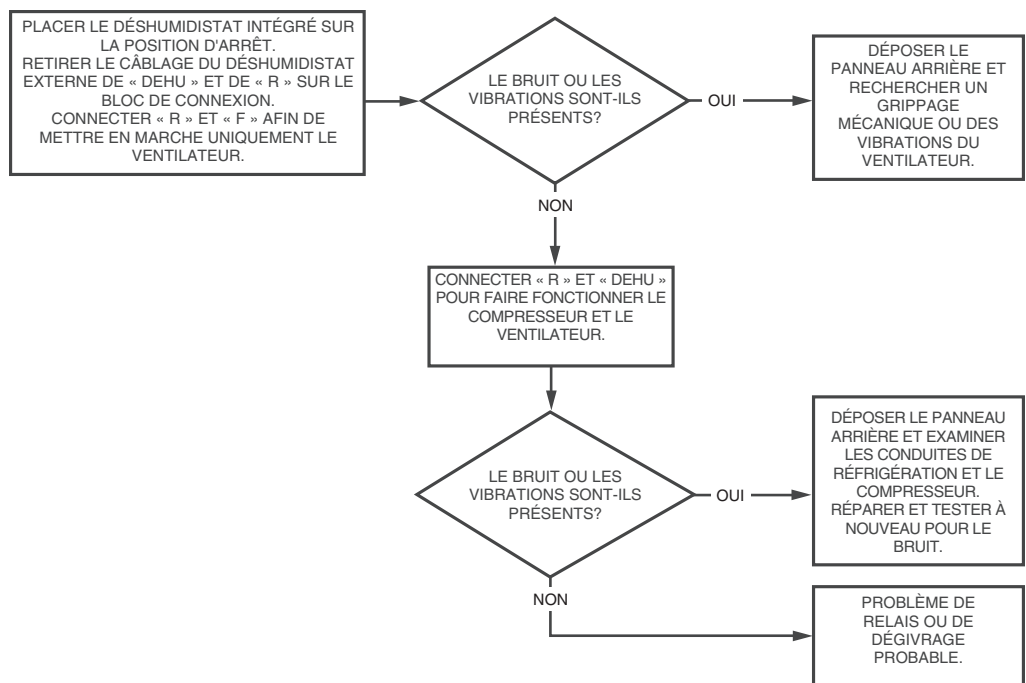 PLACER LE DÉSHUMIDISTAT INTÉGRÉ SUR
LA POSITION D'ARRÊT.
RETIRER LE CÂBLAGE DU DÉSHUMIDISTAT
EXTERNE DE « DEHU » ET DE « R » SUR LE
BLOC DE CONNEXION.
CONNECTER « R » ET « F » AFIN DE
METTRE EN MARCHE UNIQUEMENT LE
VENTILATEUR.
LE BRUIT OU LES
VIBRATIONS SONT-ILS
PRÉSENTS?
OUI
DÉPOSER LE
PANNEAU ARRIÈRE ET
RECHERCHER UN
GRIPPAGE
MÉCANIQUE OU DES
VIBRATIONS DU
VENTILATEUR.
NON
CONNECTER « R » ET « DEHU »
POUR FAIRE FONCTIONNER LE
COMPRESSEUR ET LE
VENTILATEUR.
LE BRUIT OU LES
VIBRATIONS SONT-ILS
PRÉSENTS?
OUI
DÉPOSER LE PANNEAU
ARRIÈRE ET EXAMINER
LES CONDUITES DE
RÉFRIGÉRATION ET LE
COMPRESSEUR.
RÉPARER ET TESTER À
NOUVEAU POUR LE
BRUIT.
NON
PROBLÈME DE
RELAIS OU DE
DÉGIVRAGE
PROBABLE.